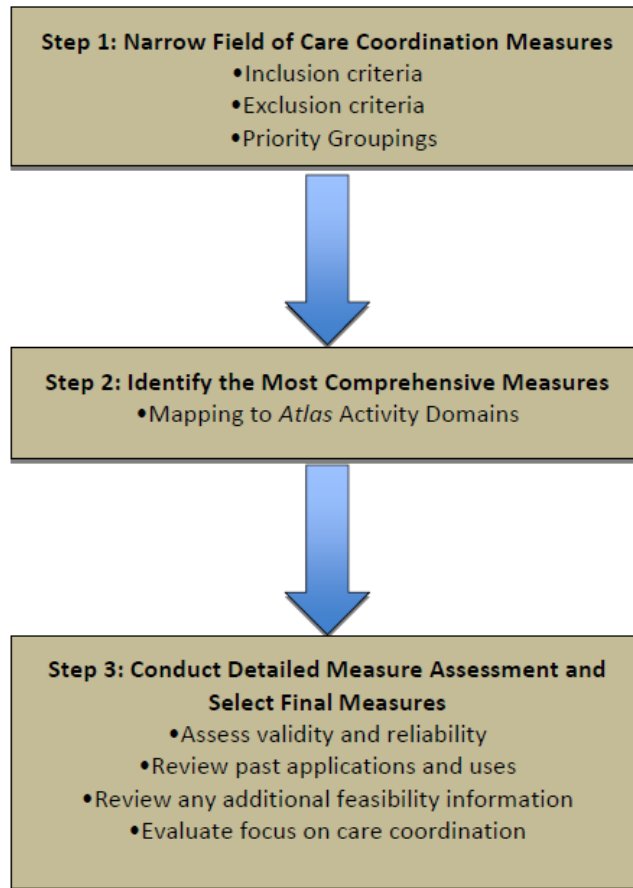 Step 1: Narrow Field of Care Coordination Measures
•Inclusion criteria
•Exclusion criteria
•Priority Groupings
Step 2: Identify the Most Comprehensive Measures
•Mapping to Atlas Activity Domains
Step 3: Conduct Detailed Measure Assessment and
Select Final Measures
•Assess validity and reliability
•Review past applications and uses
•Review any additional feasibility information
•Evaluate focus on care coordination